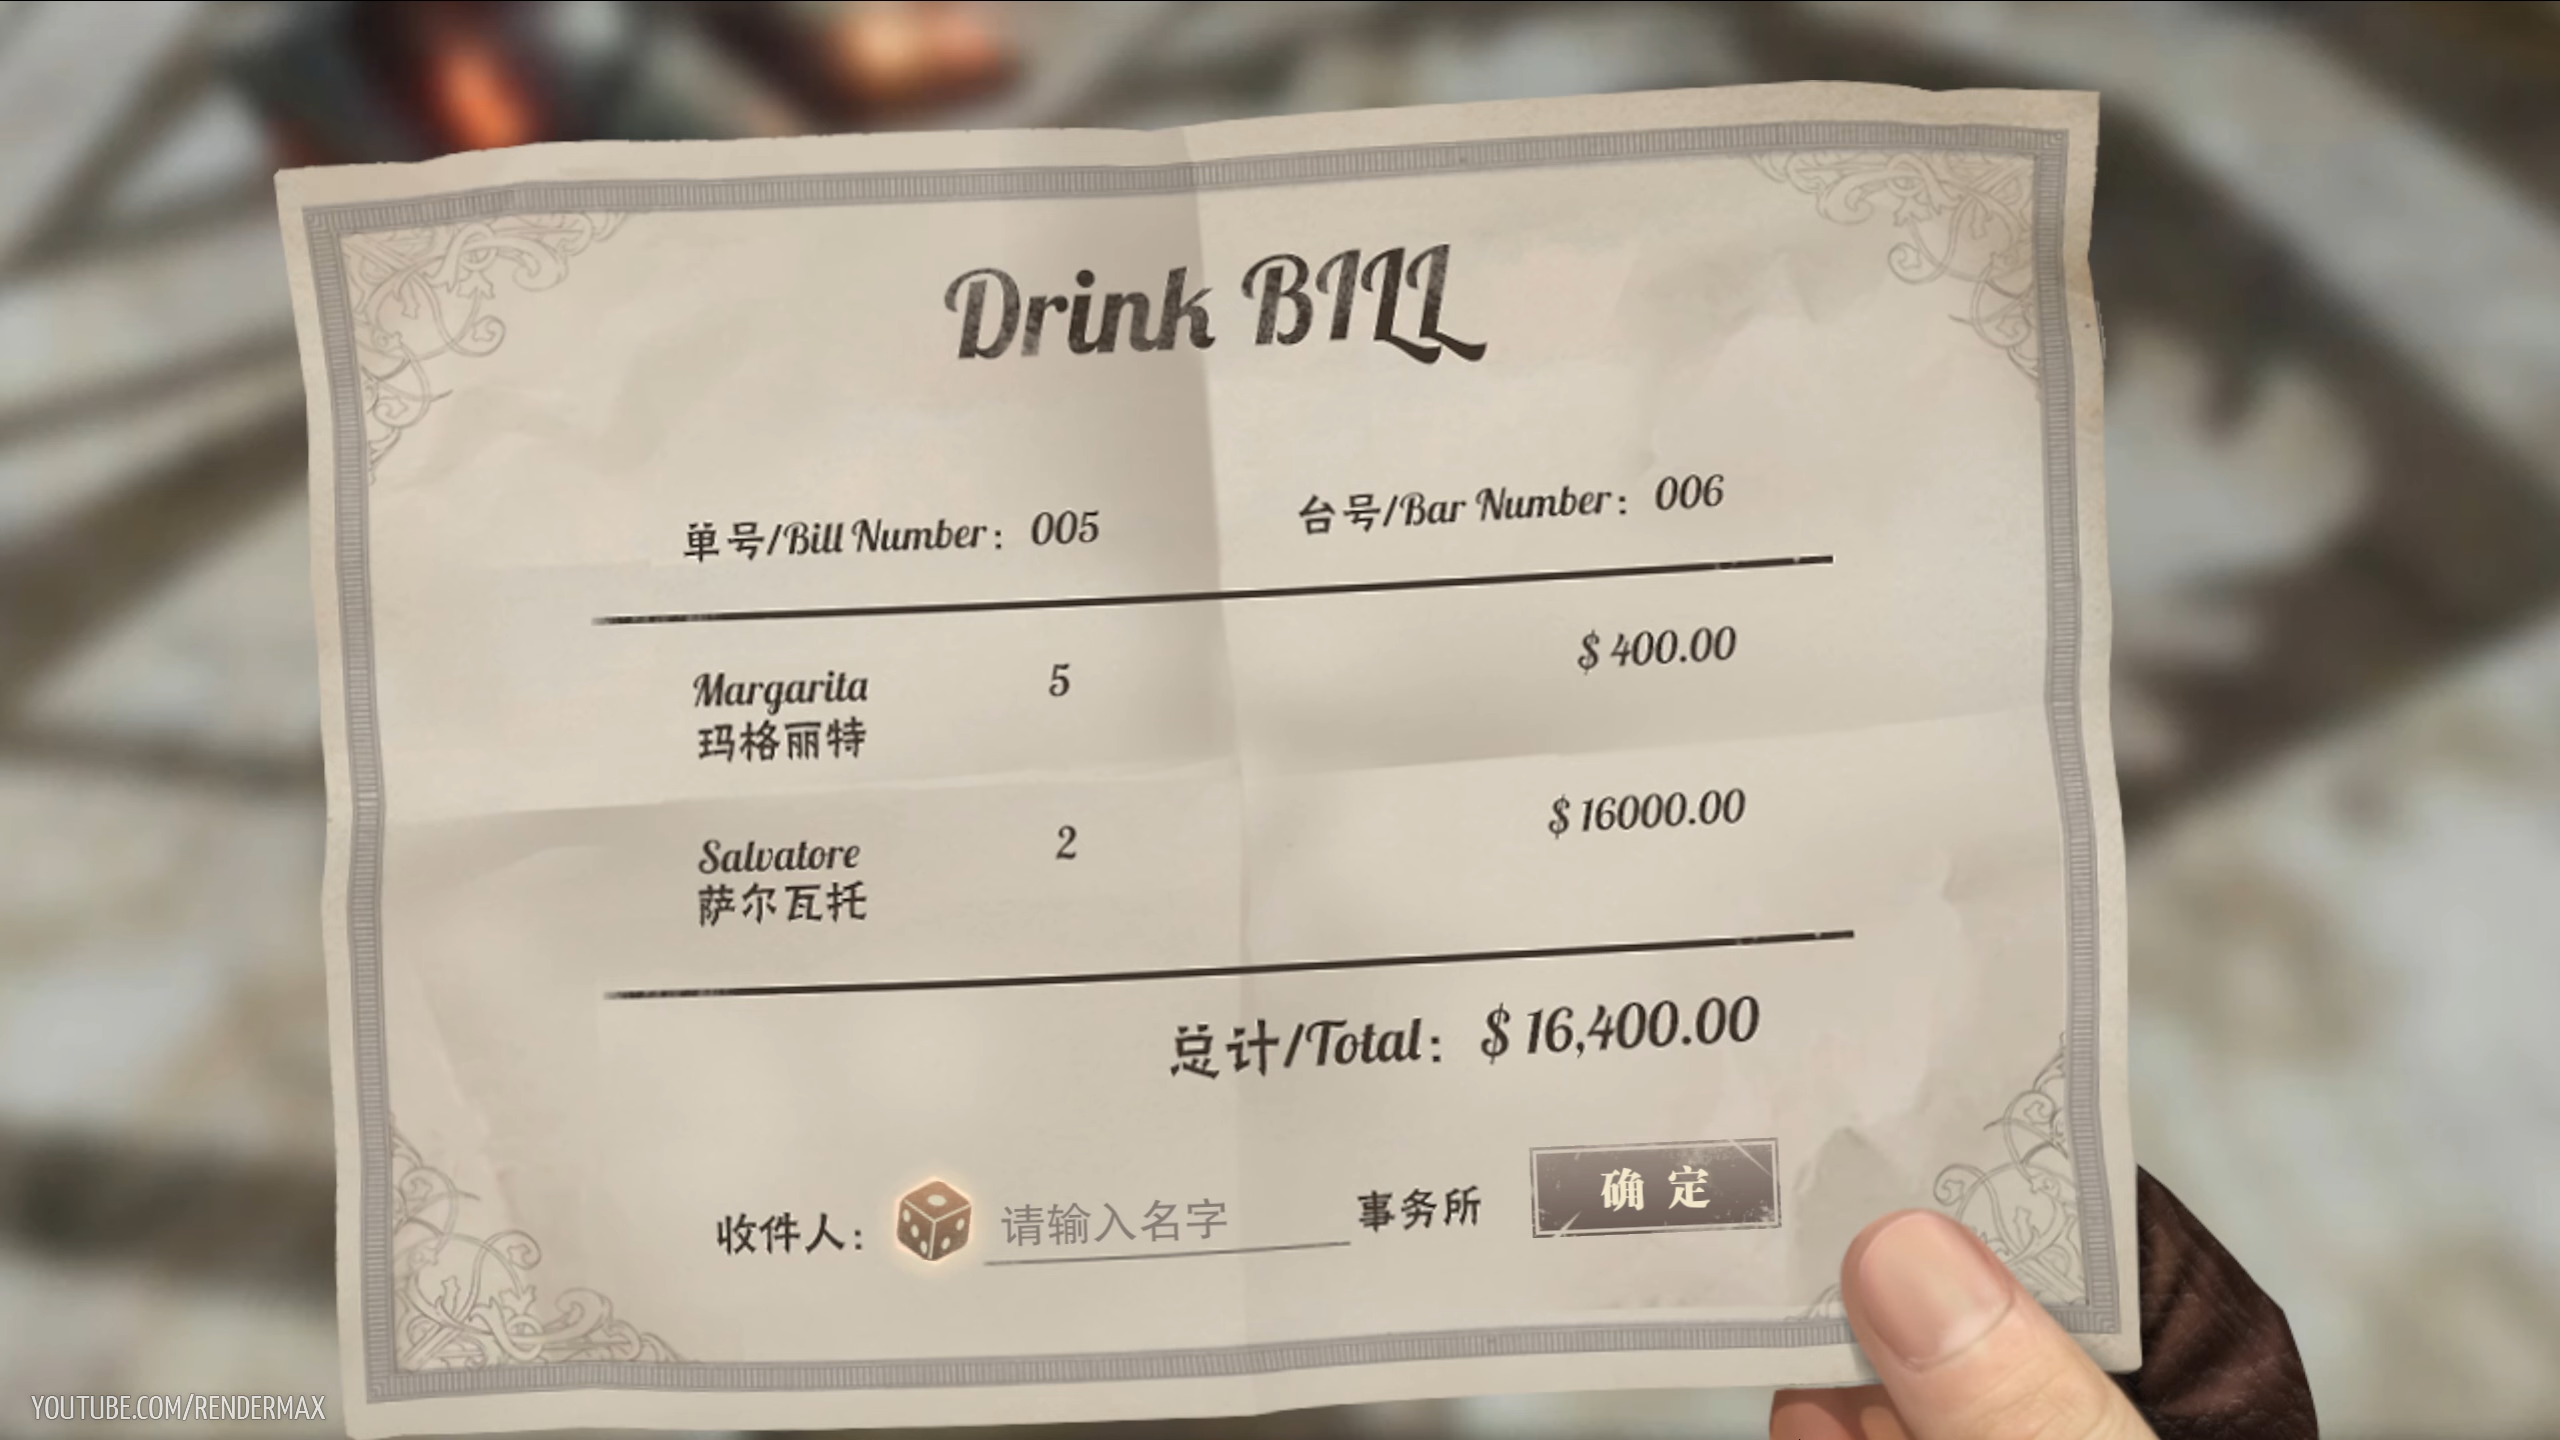 Drink BILL
单号/Bill Number: 005
台号/Bar Number: 006
Margarita 5 $ 400.00
玛格丽特
Salvatore 2 $ 16000.00
萨尔瓦托
总计/Total: $ 16,400.00
收件人: 请输入名字 事务所 确定
YOUTUBE.COM/RENDERMAX